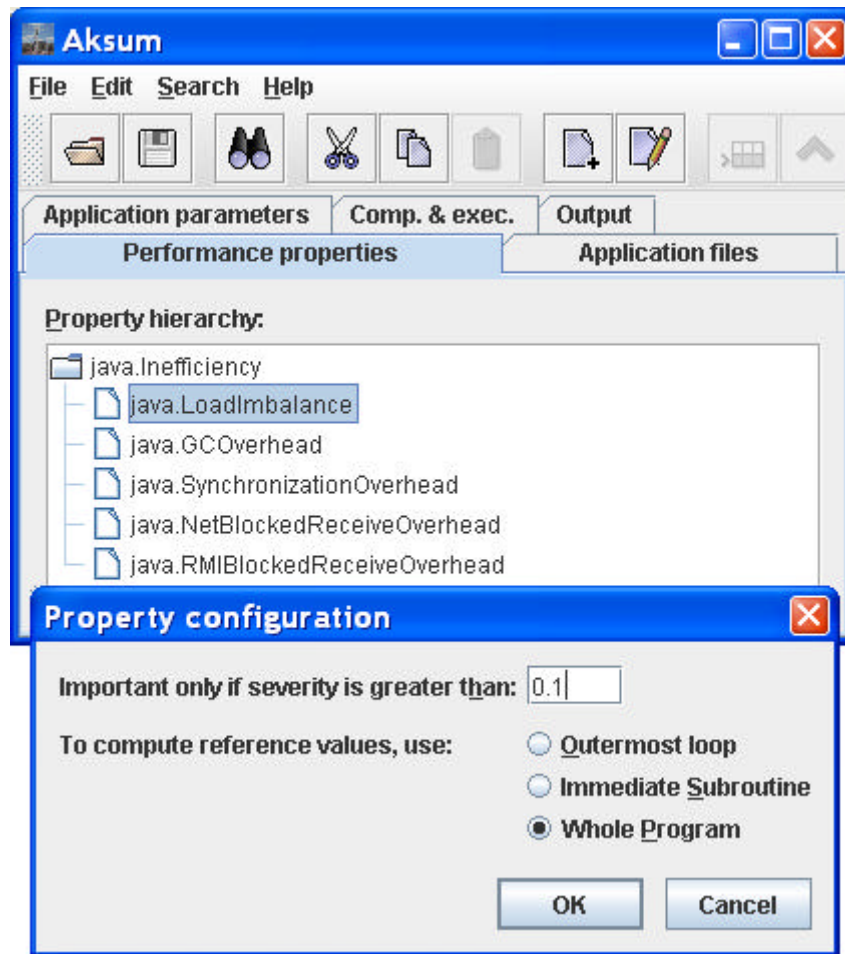 Aksum
File Edit Search Help
Application parameters Comp. & exec. Output
Performance properties Application files
Property hierarchy:
java.Inefficiency
java.LoadImbalance
java.GCOverhead
java.SynchronizationOverhead
java.NetBlockedReceiveOverhead
java.RMIBlockedReceiveOverhead
Property configuration
Important only if severity is greater than: 0.1
To compute reference values, use: Outermost loop
Immediate Subroutine
Whole Program
OK Cancel